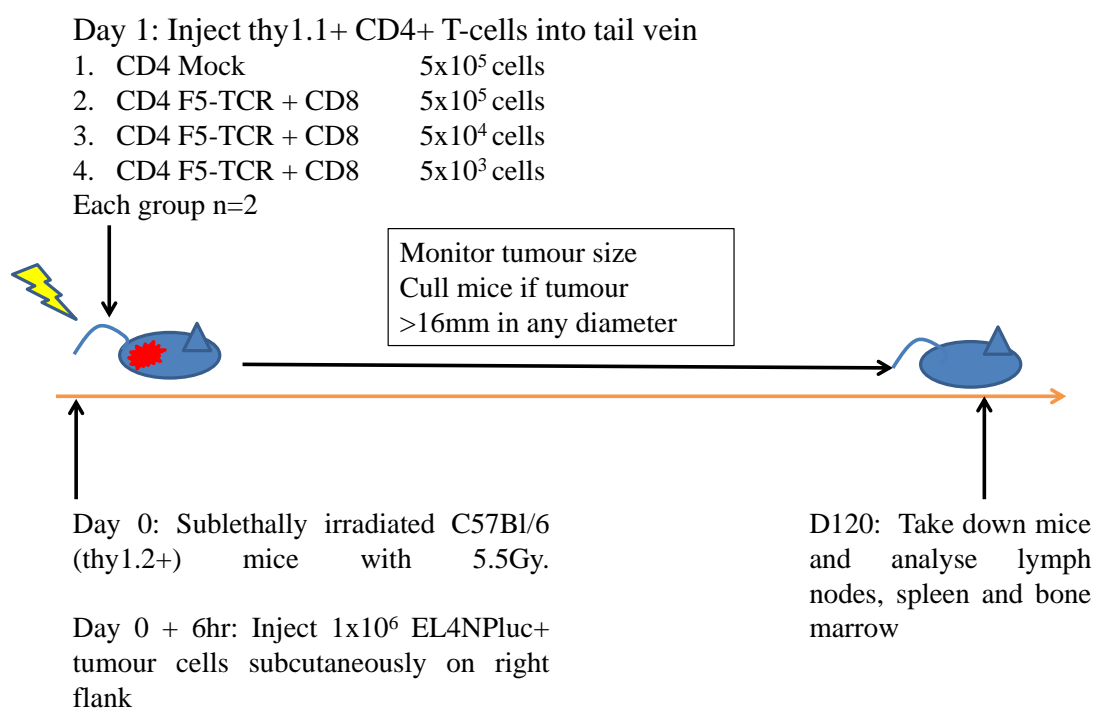 Day 1: Inject thy1.1+ CD4+ T-cells into tail vein
1. CD4 Mock 5x10⁵ cells
2. CD4 F5-TCR + CD8 5x10⁵ cells
3. CD4 F5-TCR + CD8 5x10⁴ cells
4. CD4 F5-TCR + CD8 5x10³ cells
Each group n=2
Monitor tumour size
Cull mice if tumour
>16mm in any diameter
Day 0: Sublethally irradiated C57Bl/6
(thy1.2+) mice with 5.5Gy.
Day 0 + 6hr: Inject 1x10⁶ EL4NPluc+
tumour cells subcutaneously on right
flank
D120: Take down mice
and analyse lymph
nodes, spleen and bone
marrow